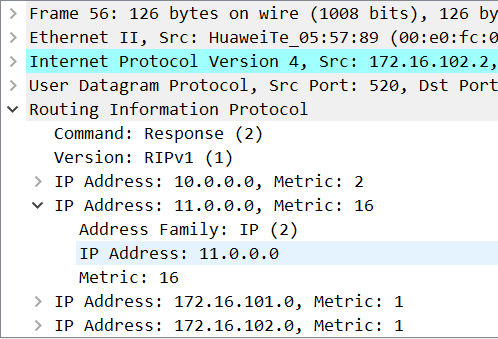 Frame 56: 126 bytes on wire (1008 bits), 126 by
Ethernet II, Src: HuaweiTe_05:57:89 (00:e0:fc:0
Internet Protocol Version 4, Src: 172.16.102.2,
User Datagram Protocol, Src Port: 520, Dst Port
Routing Information Protocol
Command: Response (2)
Version: RIPv1 (1)
IP Address: 10.0.0.0, Metric: 2
IP Address: 11.0.0.0, Metric: 16
Address Family: IP (2)
IP Address: 11.0.0.0
Metric: 16
IP Address: 172.16.101.0, Metric: 1
IP Address: 172.16.102.0, Metric: 1